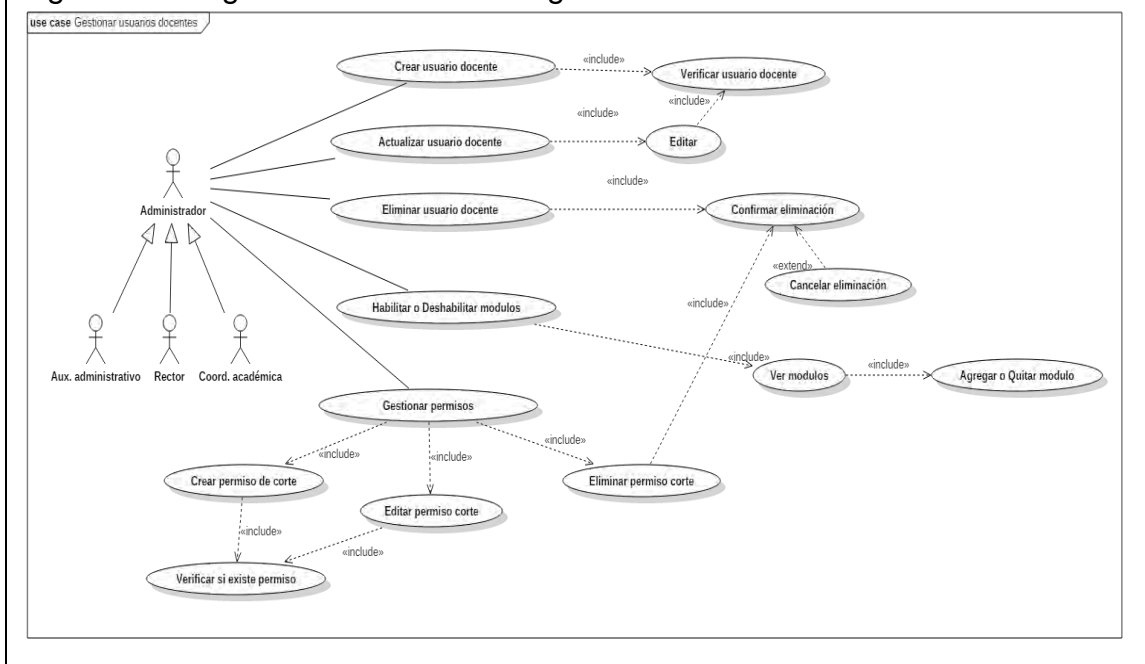 use case Gestionar usuarios docentes
Crear usuario docente
«include»
Verificar usuario docente
«include»
«include»
Actualizar usuario docente
Editar
«include»
Administrador
Eliminar usuario docente
Confirmar eliminación
«extend»
Cancelar eliminación
Habilitar o Deshabilitar modulos
«include»
«include»
«include»
Aux. administrativo
Rector
Coord. académica
Ver modulos
Agregar o Quitar modulo
Gestionar permisos
«include»
«include»
«include»
Crear permiso de corte
Eliminar permiso corte
Editar permiso corte
«include»
«include»
Verificar si existe permiso